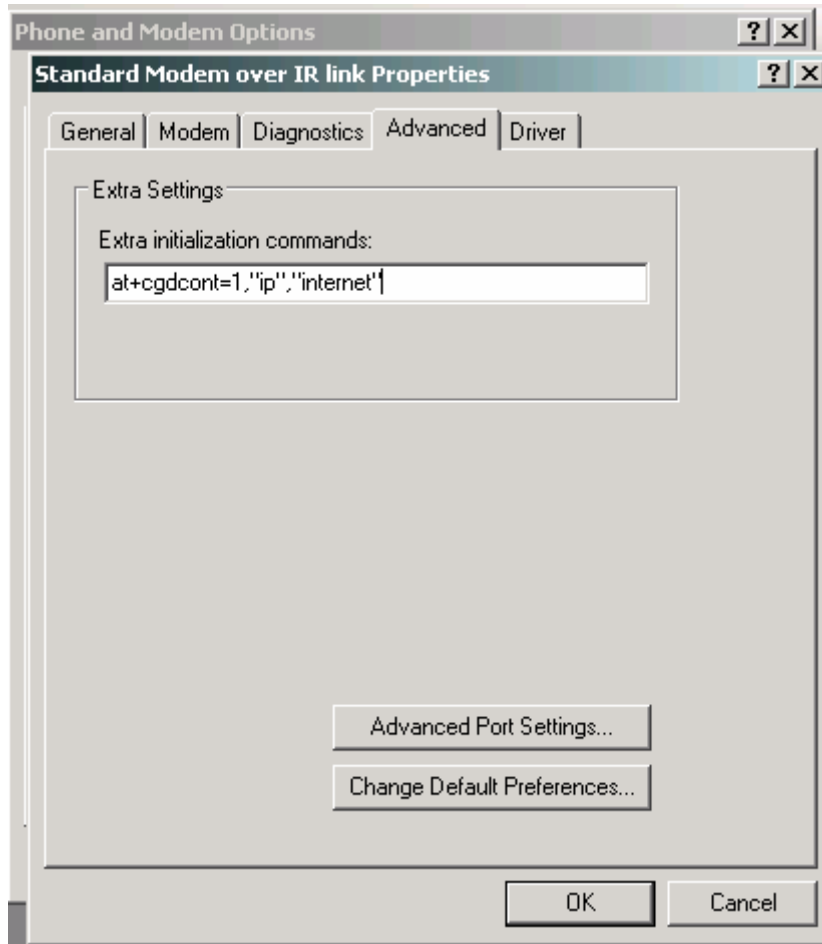 Phone and Modem Options
Standard Modem over IR link Properties
General Modem Diagnostics Advanced Driver
Extra Settings
Extra initialization commands:
at+cgdcont=1,"ip","internet"
Advanced Port Settings...
Change Default Preferences...
OK Cancel